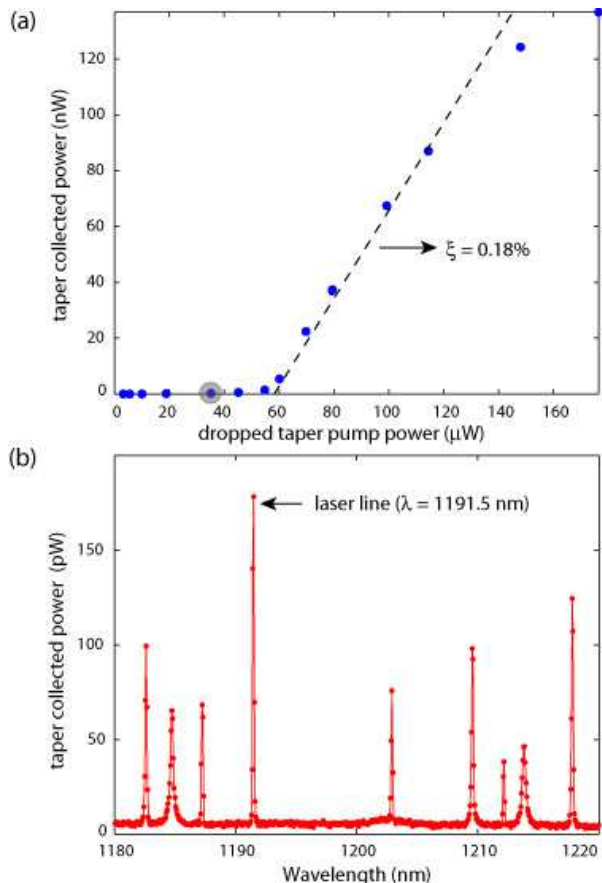 (a)
120
100
80
60
40
20
0
taper collected power (nW)
ξ = 0.18%
0 20 40 60 80 100 120 140 160
dropped taper pump power (μW)
(b)
150
100
50
0
taper collected power (pW)
laser line (λ = 1191.5 nm)
1180 1190 1200 1210 1220
Wavelength (nm)